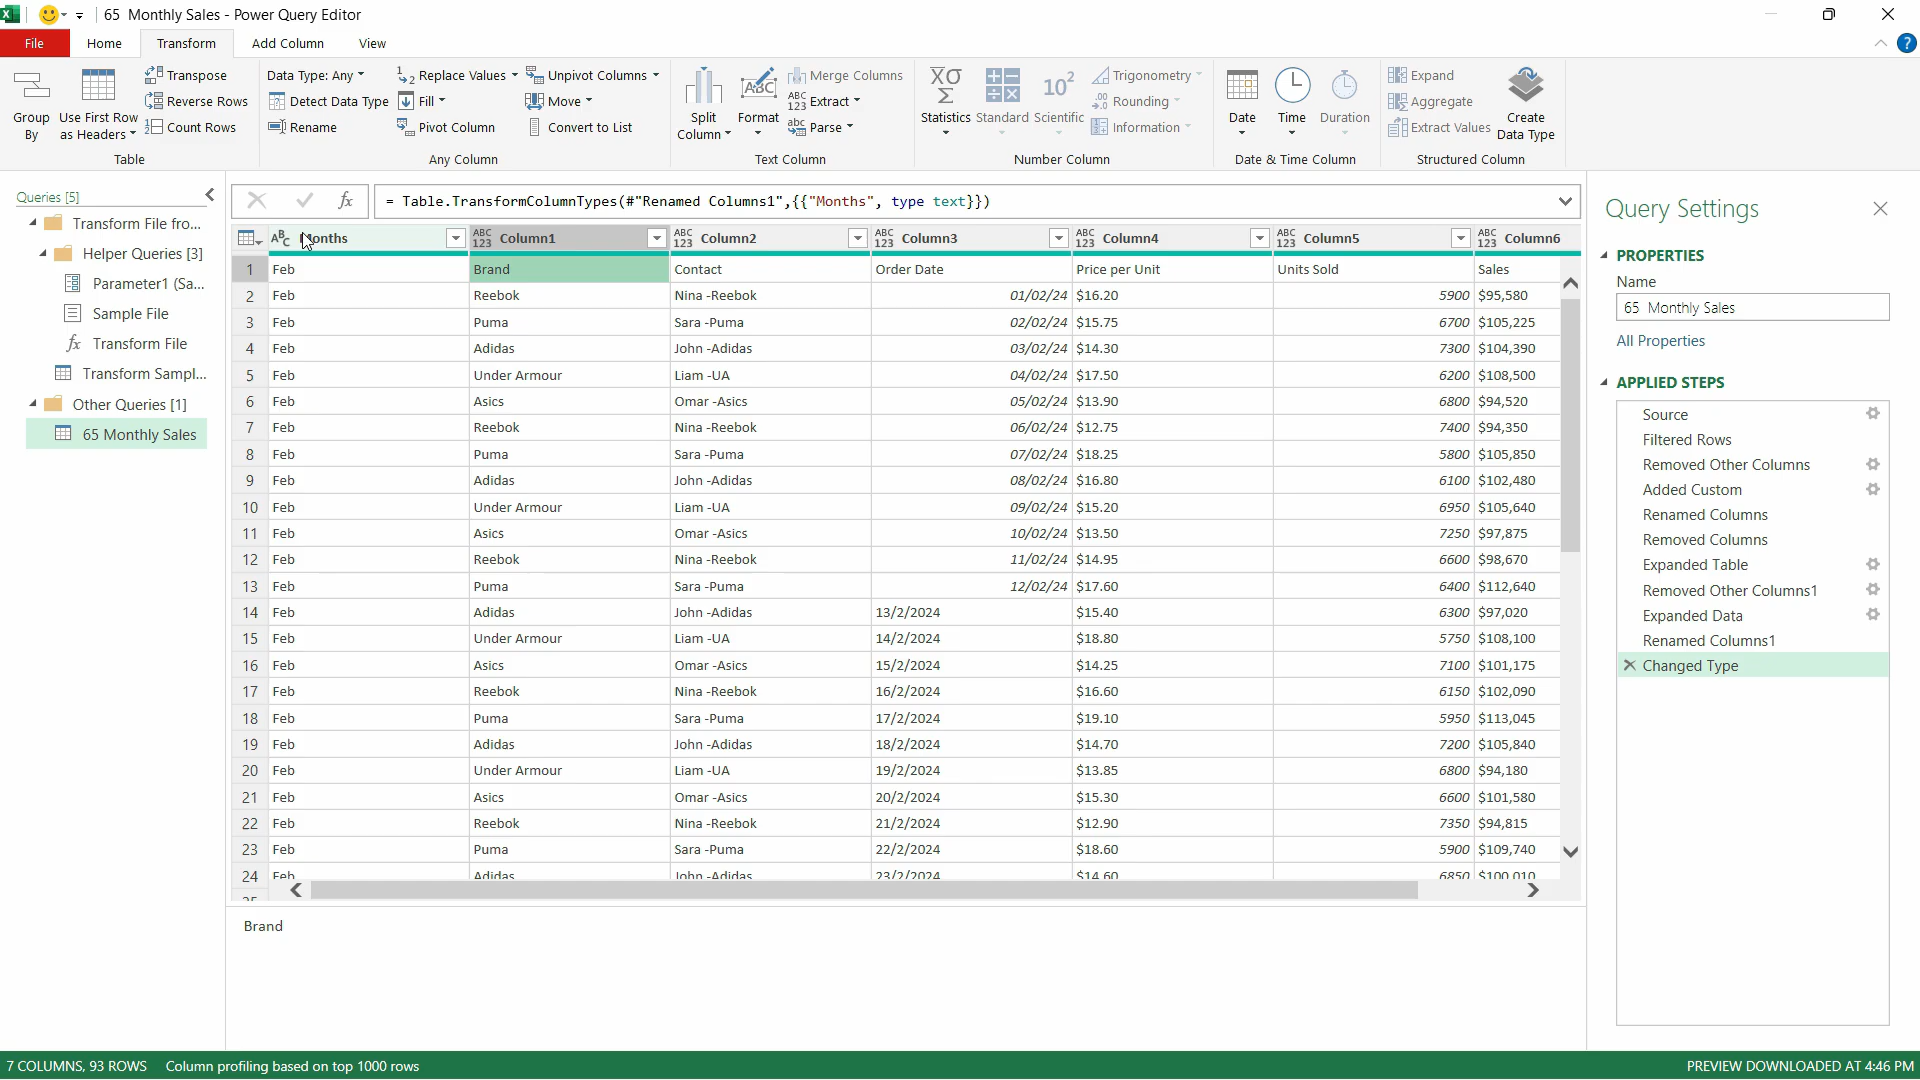 65 Monthly Sales - Power Query Editor
File Home Transform Add Column View
Group By
Use First Row as Headers
Transpose
Reverse Rows
Count Rows
Table
Data Type: Any
Detect Data Type
Rename
Replace Values
Fill
Pivot Column
Unpivot Columns
Move
Convert to List
Any Column
Split Column
Format
Merge Columns
Extract
Parse
Text Column
Statistics
Standard
Scientific
Trigonometry
Rounding
Information
Number Column
Date
Time
Duration
Date & Time Column
Expand
Aggregate
Extract Values
Create Data Type
Structured Column
Queries [5]
Transform File fro...
Helper Queries [3]
Parameter1 (Sa...
Sample File
fx Transform File
Transform Sampl...
Other Queries [1]
65 Monthly Sales
fx = Table.TransformColumnTypes(#"Renamed Columns1",{{"Months", type text}})
Months Column1 Column2 Column3 Column4 Column5 Column6
1 Feb Brand Contact Order Date Price per Unit Units Sold Sales
2 Feb Reebok Nina -Reebok 01/02/24 $16.20 5900 $95,580
3 Feb Puma Sara -Puma 02/02/24 $15.75 6700 $105,225
4 Feb Adidas John -Adidas 03/02/24 $14.30 7300 $104,390
5 Feb Under Armour Liam -UA 04/02/24 $17.50 6200 $108,500
6 Feb Asics Omar -Asics 05/02/24 $13.90 6800 $94,520
7 Feb Reebok Nina -Reebok 06/02/24 $12.75 7400 $94,350
8 Feb Puma Sara -Puma 07/02/24 $18.25 5800 $105,850
9 Feb Adidas John -Adidas 08/02/24 $16.80 6100 $102,480
10 Feb Under Armour Liam -UA 09/02/24 $15.20 6950 $105,640
11 Feb Asics Omar -Asics 10/02/24 $13.50 7250 $97,875
12 Feb Reebok Nina -Reebok 11/02/24 $14.95 6600 $98,670
13 Feb Puma Sara -Puma 12/02/24 $17.60 6400 $112,640
14 Feb Adidas John -Adidas 13/2/2024 $15.40 6300 $97,020
15 Feb Under Armour Liam -UA 14/2/2024 $18.80 5750 $108,100
16 Feb Asics Omar -Asics 15/2/2024 $14.25 7100 $101,175
17 Feb Reebok Nina -Reebok 16/2/2024 $16.60 6150 $102,090
18 Feb Puma Sara -Puma 17/2/2024 $19.10 5950 $113,045
19 Feb Adidas John -Adidas 18/2/2024 $14.70 7200 $105,840
20 Feb Under Armour Liam -UA 19/2/2024 $13.85 6800 $94,180
21 Feb Asics Omar -Asics 20/2/2024 $15.30 6600 $101,580
22 Feb Reebok Nina -Reebok 21/2/2024 $12.90 7350 $94,815
23 Feb Puma Sara -Puma 22/2/2024 $18.60 5900 $109,740
24 Feb Adidas John -Adidas 23/2/2024 $14.60 6850 $100,010
Brand
Query Settings
PROPERTIES
Name
65 Monthly Sales
All Properties
APPLIED STEPS
Source
Filtered Rows
Removed Other Columns
Added Custom
Renamed Columns
Removed Columns
Expanded Table
Removed Other Columns1
Expanded Data
Renamed Columns1
Changed Type
7 COLUMNS, 93 ROWS Column profiling based on top 1000 rows PREVIEW DOWNLOADED AT 4:46 PM